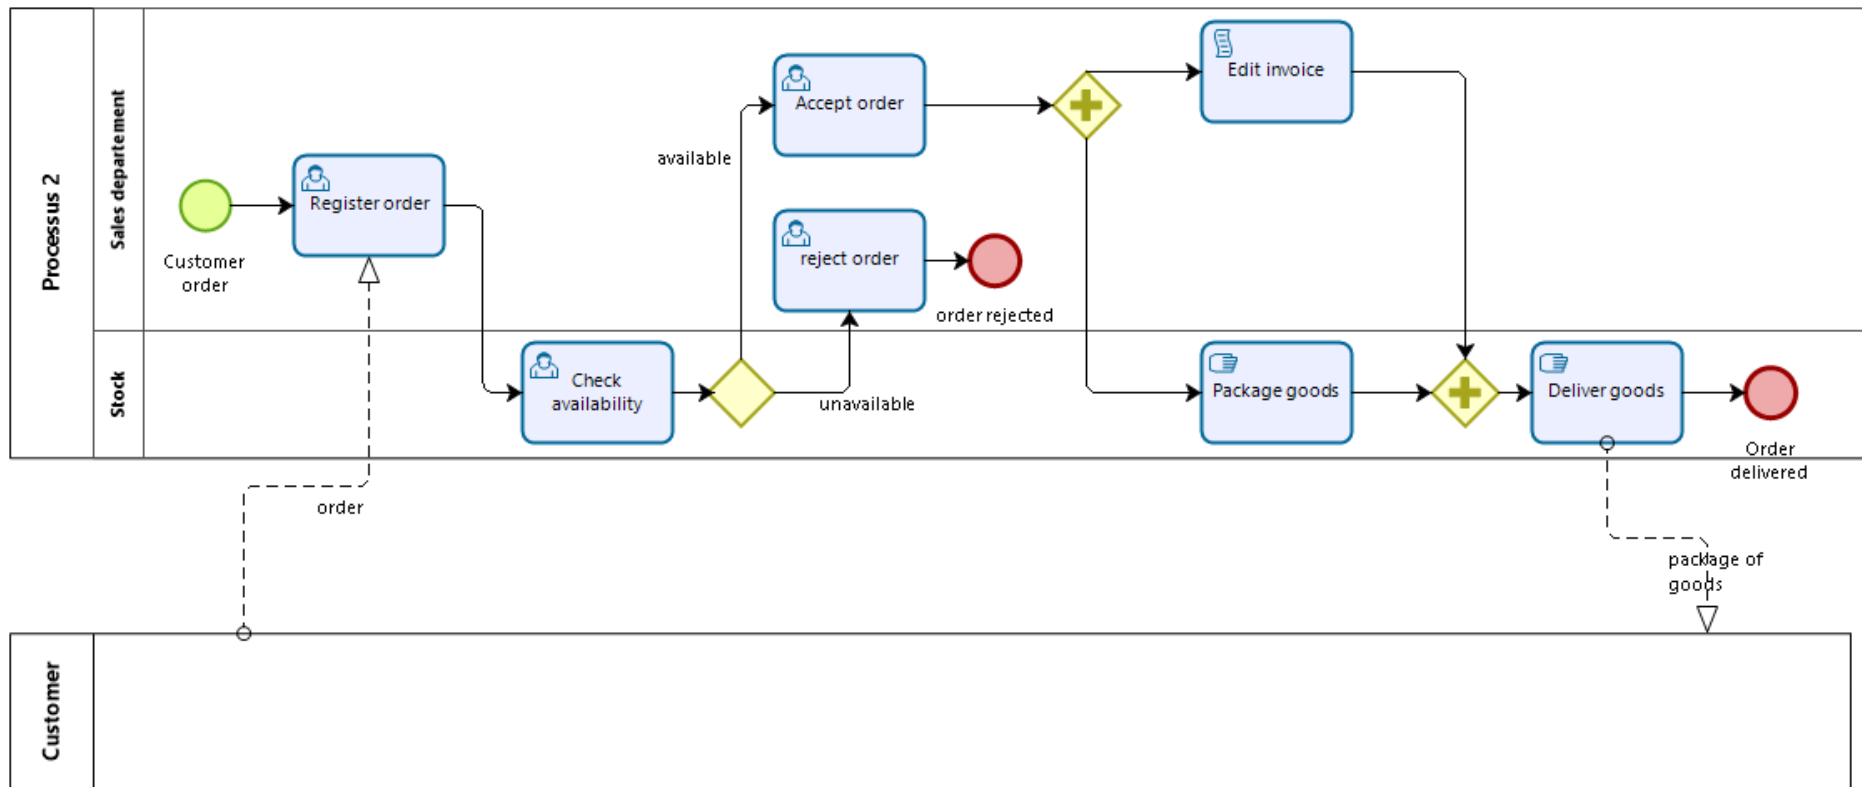 Processus 2
Sales departement
Stock
Customer
order
Register order
Check
availability
available
unavailable
Accept order
reject order
order rejected
Edit invoice
Package goods
Deliver goods
Order
delivered
order
package of
goods
Customer